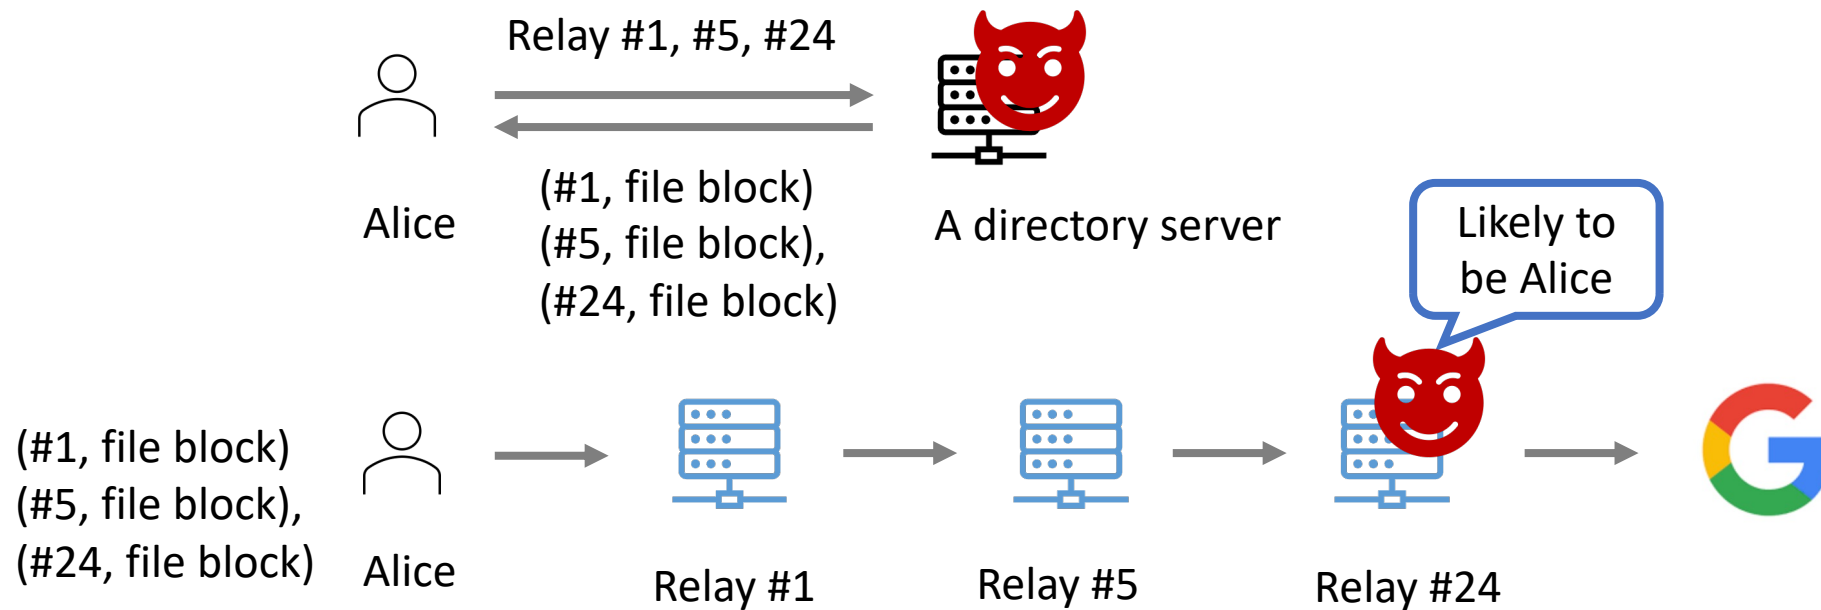 Relay #1, #5, #24
Alice
(#1, file block)
(#5, file block),
(#24, file block)
A directory server
Likely to
be Alice
(#1, file block)
(#5, file block),
(#24, file block)
Alice
Relay #1
Relay #5
Relay #24